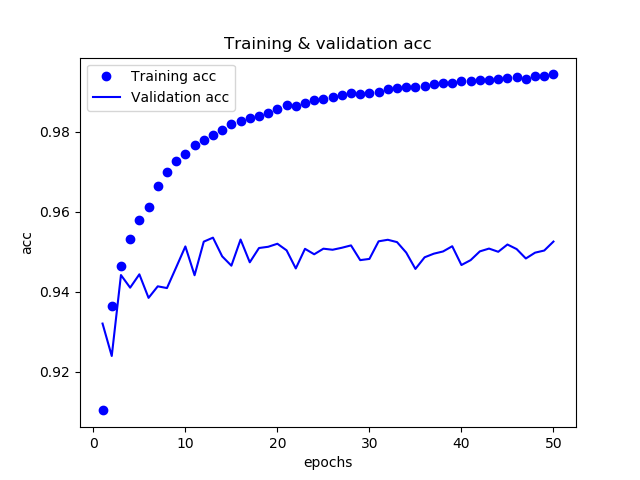 Training & validation acc
Training acc
Validation acc
0.98
0.96
0.94
0.92
acc
0 10 20 30 40 50
epochs